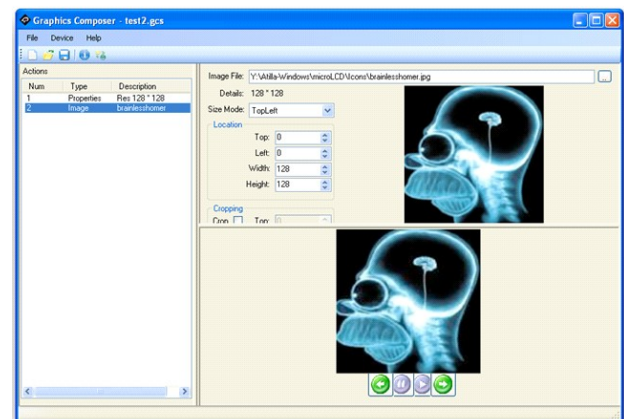 Graphics Composer - test2.gcs
File Device Help
Actions
Num Type Description
1 Properties Res 128 * 128
2 Image brainlesshomer
Image File: Y:\Atilla-Windows\microLCD\Icons\brainlesshomer.jpg ...
Details: 128 * 128
Size Mode: TopLeft
Location
Top: 0
Left: 0
Width: 128
Height: 128
Cropping
Crop Top: 0